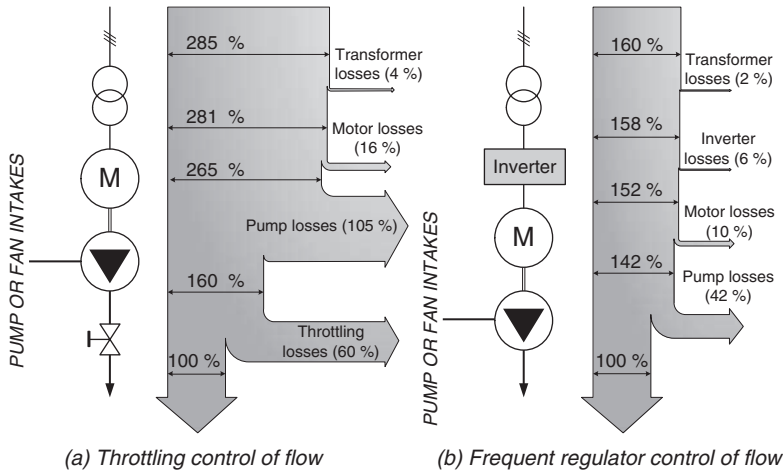 285 %
Transformer
losses (4 %)
281 %
Motor losses
(16 %)
265 %
M
Pump losses (105 %)
160 %
Throttling
losses (60 %)
100 %
PUMP OR FAN INTAKES
(a) Throttling control of flow
160 %
Transformer
losses (2 %)
158 %
Inverter
losses (6 %)
Inverter
152 %
Motor losses
(10 %)
M
142 %
Pump losses
(42 %)
100 %
PUMP OR FAN INTAKES
(b) Frequent regulator control of flow